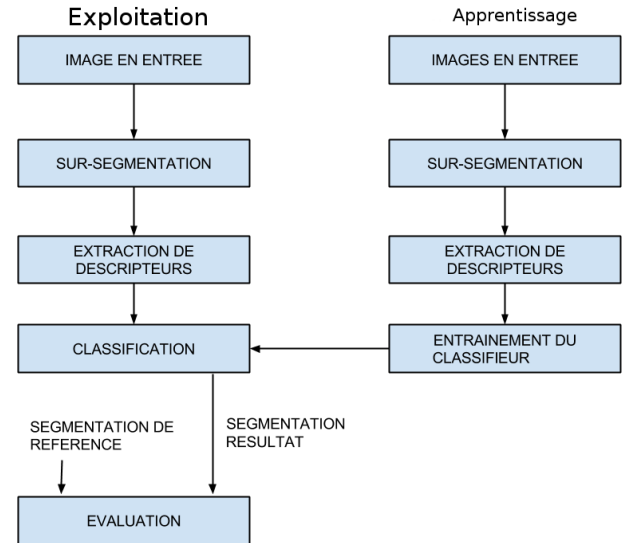 Exploitation
Apprentissage
IMAGE EN ENTREE
IMAGES EN ENTREE
SUR-SEGMENTATION
SUR-SEGMENTATION
EXTRACTION DE
DESCRIPTEURS
EXTRACTION DE
DESCRIPTEURS
CLASSIFICATION
ENTRAINEMENT DU
CLASSIFIEUR
SEGMENTATION DE
REFERENCE
SEGMENTATION
RESULTAT
EVALUATION